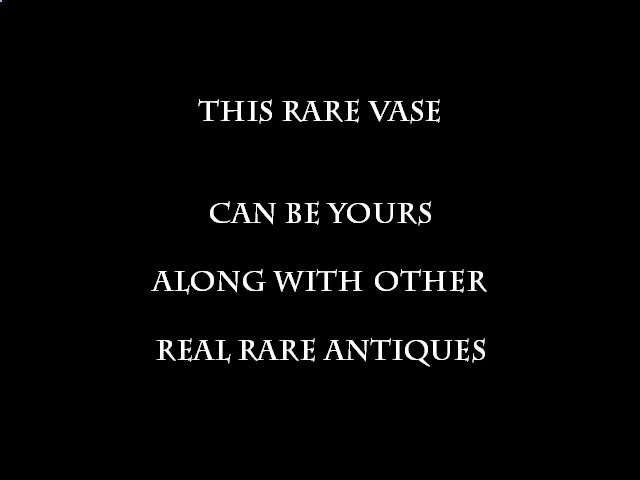 THIS RARE VASE
CAN BE YOURS
ALONG WITH OTHER
REAL RARE ANTIQUES